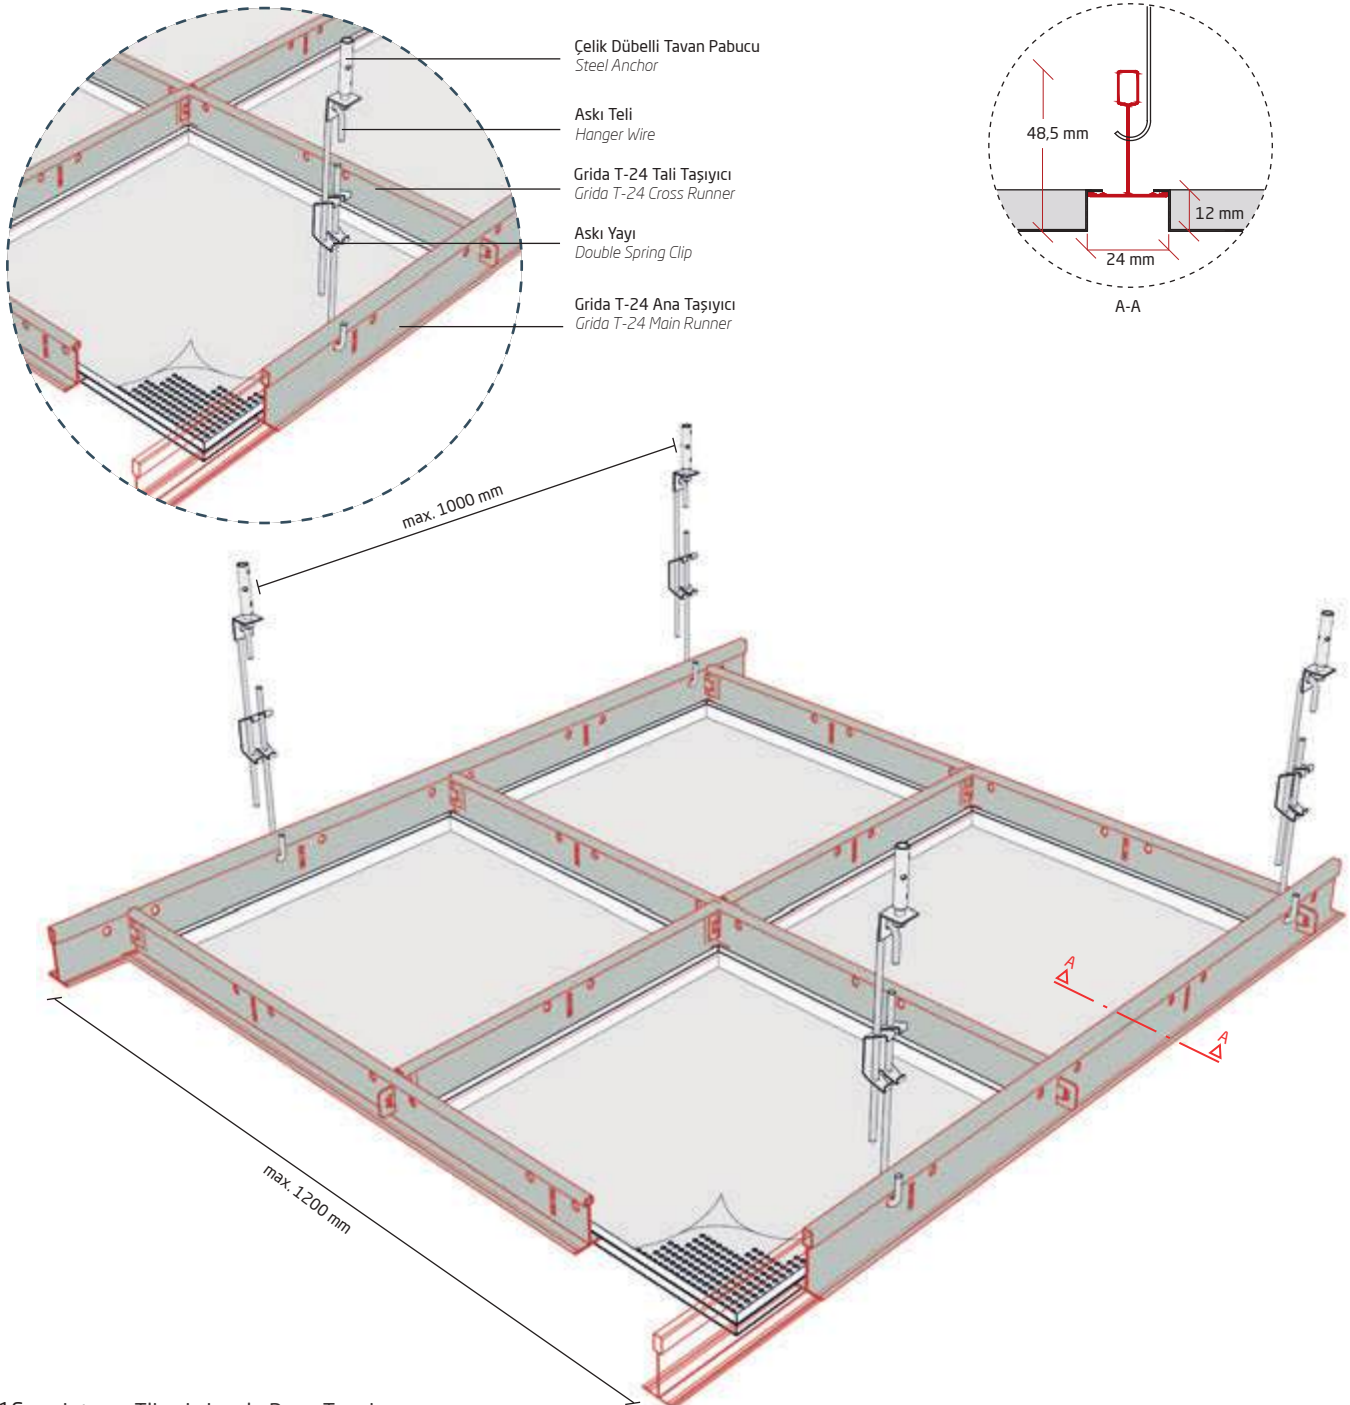 Çelik Dübelli Tavan Pabucu
Steel Anchor
Askı Teli
Hanger Wire
Grida T-24 Tali Taşıyıcı
Grida T-24 Cross Runner
Askı Yayı
Double Spring Clip
Grida T-24 Ana Taşıyıcı
Grida T-24 Main Runner
48,5 mm
12 mm
24 mm
A-A
max. 1000 mm
A
A
max. 1200 mm